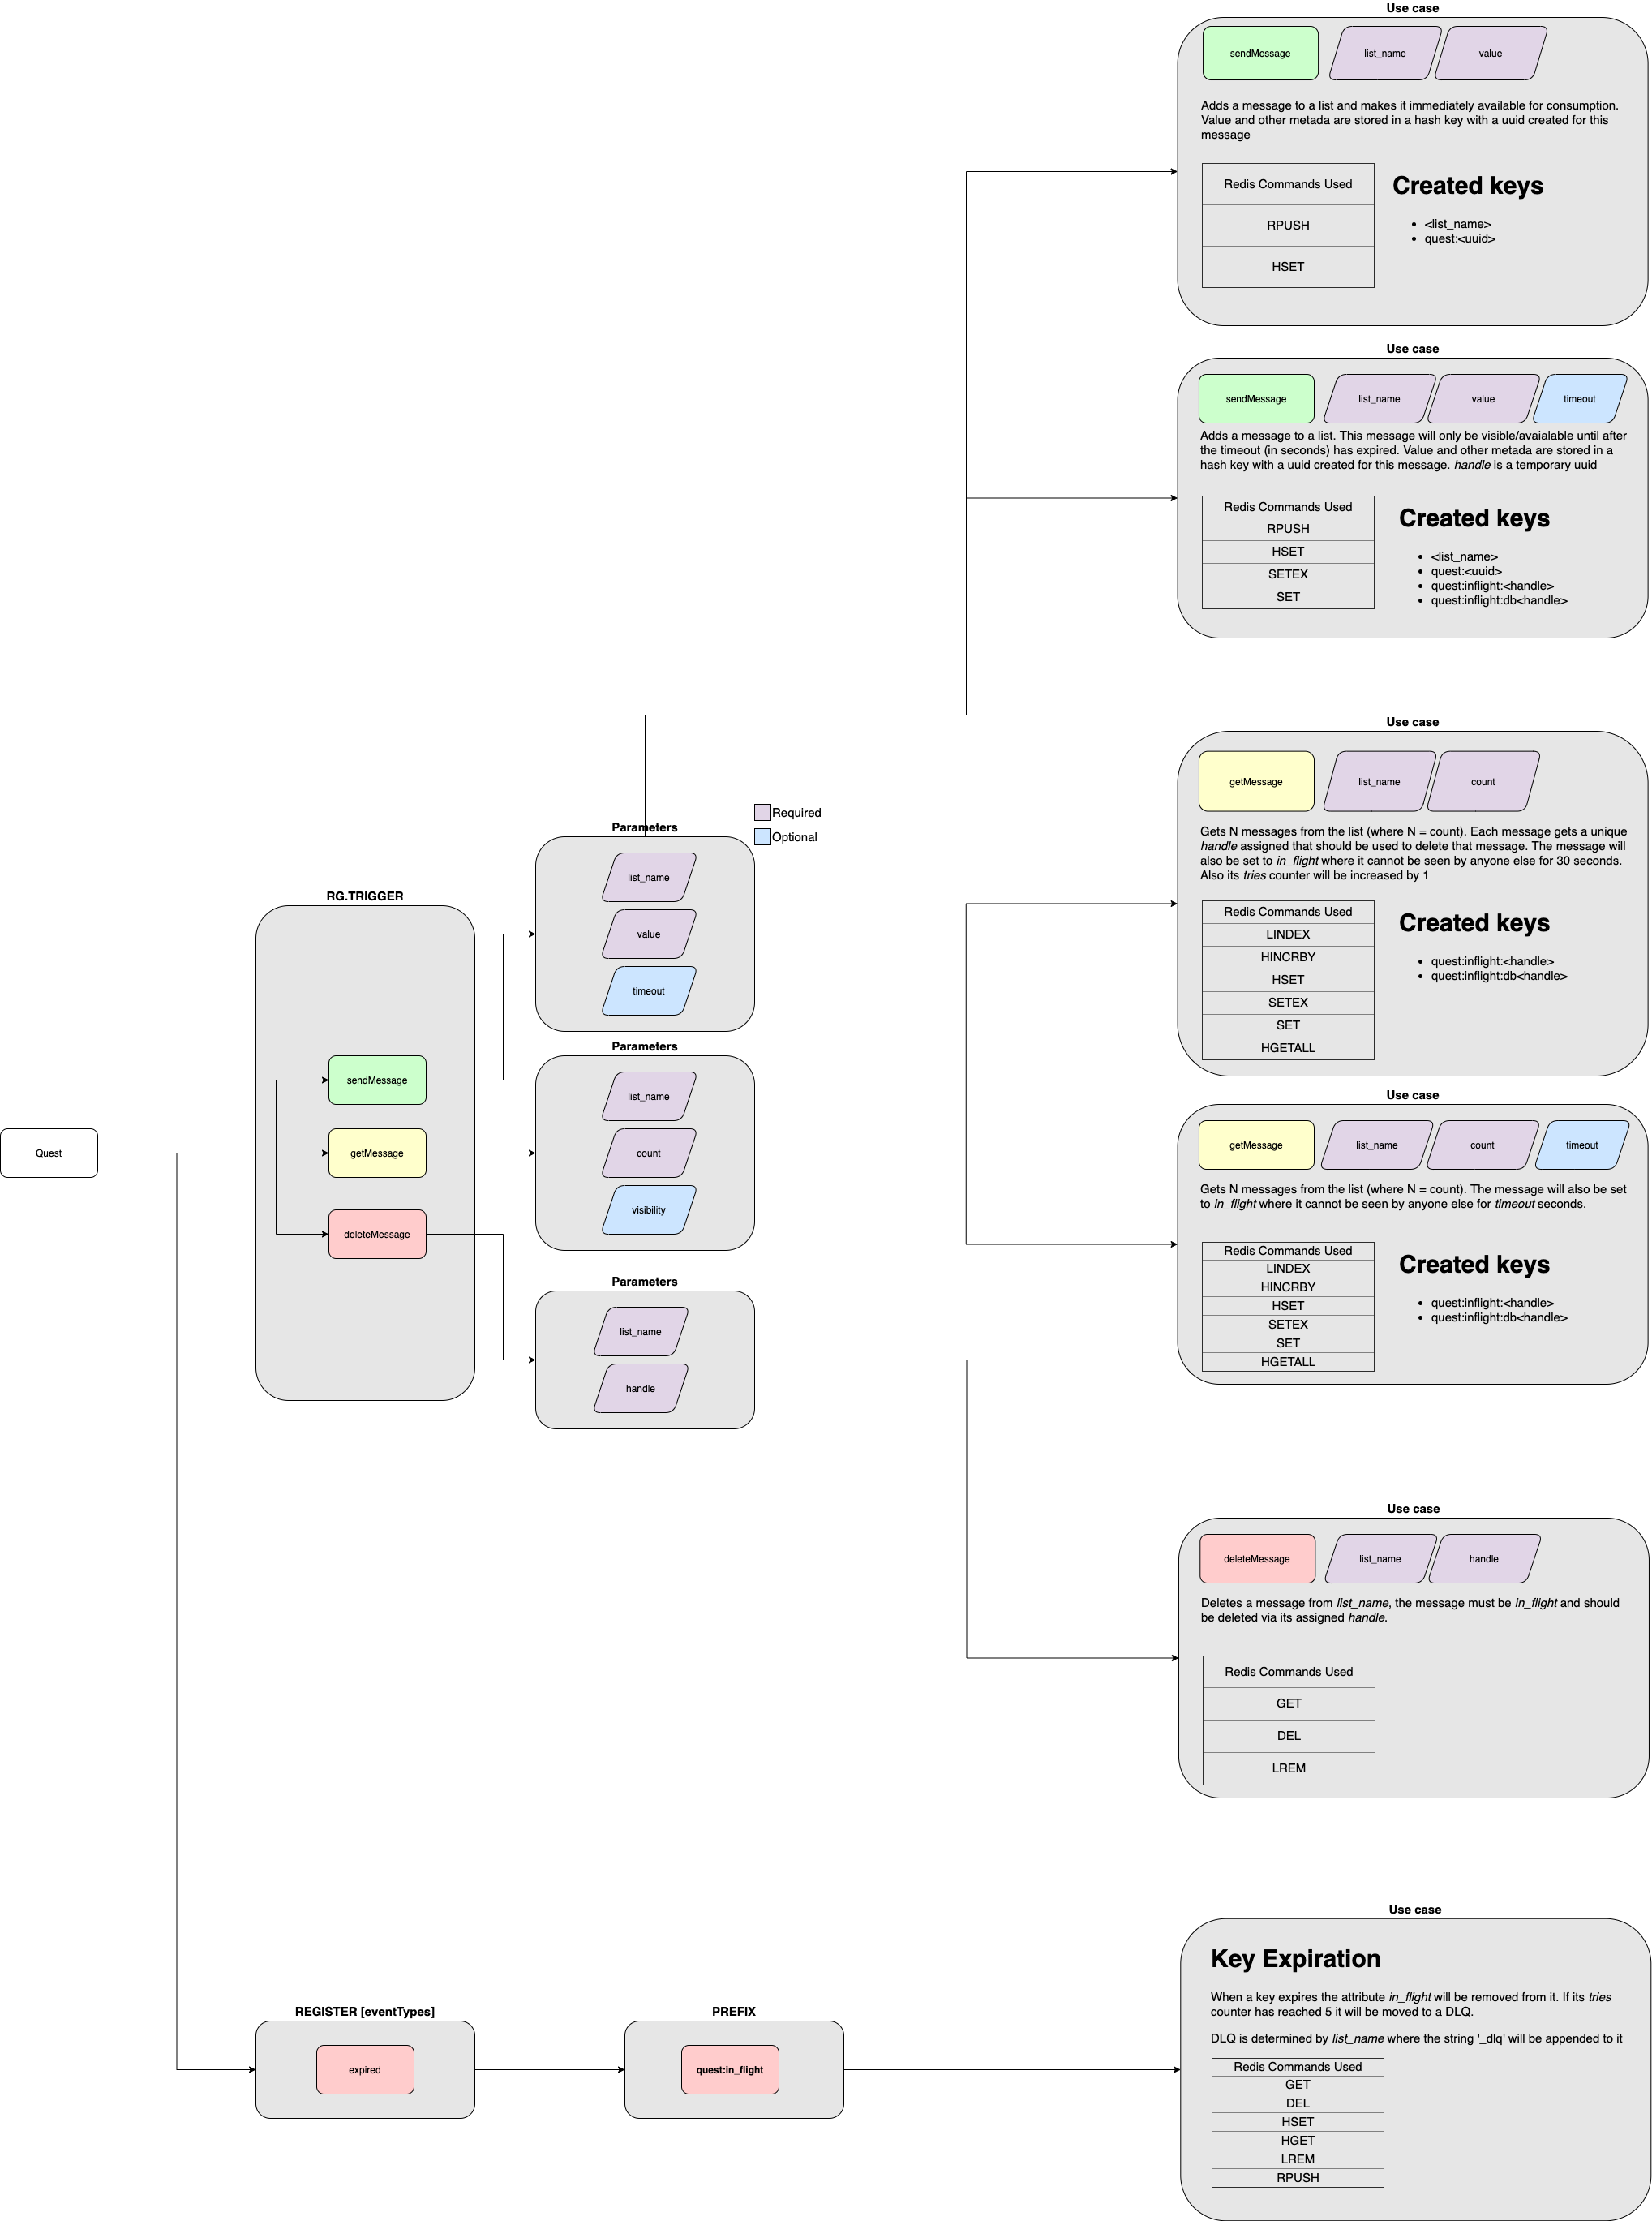 Use case
sendMessage
list_name
value
Adds a message to a list and makes it immediately available for consumption.
Value and other metada are stored in a hash key with a uuid created for this
message
Redis Commands Used
RPUSH
HSET
Created keys
• <list_name>
• quest:<uuid>
Use case
sendMessage
list_name
value
timeout
Adds a message to a list. This message will only be visible/avaialable until after
the timeout (in seconds) has expired. Value and other metada are stored in a
hash key with a uuid created for this message. handle is a temporary uuid
Redis Commands Used
RPUSH
HSET
SETEX
SET
Created keys
• <list_name>
• quest:<uuid>
• quest:inflight:<handle>
• quest:inflight:db<handle>
Use case
getMessage
list_name
count
Gets N messages from the list (where N = count). Each message gets a unique
handle assigned that should be used to delete that message. The message will
also be set to in_flight where it cannot be seen by anyone else for 30 seconds.
Also its tries counter will be increased by 1
Redis Commands Used
LINDEX
HINCRBY
HSET
SETEX
SET
HGETALL
Created keys
• quest:inflight:<handle>
• quest:inflight:db<handle>
Required
Optional
Parameters
list_name
value
timeout
RG.TRIGGER
sendMessage
getMessage
deleteMessage
Quest
Parameters
list_name
count
visibility
Parameters
list_name
handle
Use case
getMessage
list_name
count
timeout
Gets N messages from the list (where N = count). The message will also be set
to in_flight where it cannot be seen by anyone else for timeout seconds.
Redis Commands Used
LINDEX
HINCRBY
HSET
SETEX
SET
HGETALL
Created keys
• quest:inflight:<handle>
• quest:inflight:db<handle>
Use case
deleteMessage
list_name
handle
Deletes a message from list_name, the message must be in_flight and should
be deleted via its assigned handle.
Redis Commands Used
GET
DEL
LREM
REGISTER [eventTypes]
expired
PREFIX
quest:in_flight
Use case
Key Expiration
When a key expires the attribute in_flight will be removed from it. If its tries
counter has reached 5 it will be moved to a DLQ.
DLQ is determined by list_name where the string '_dlq' will be appended to it
Redis Commands Used
GET
DEL
HSET
HGET
LREM
RPUSH